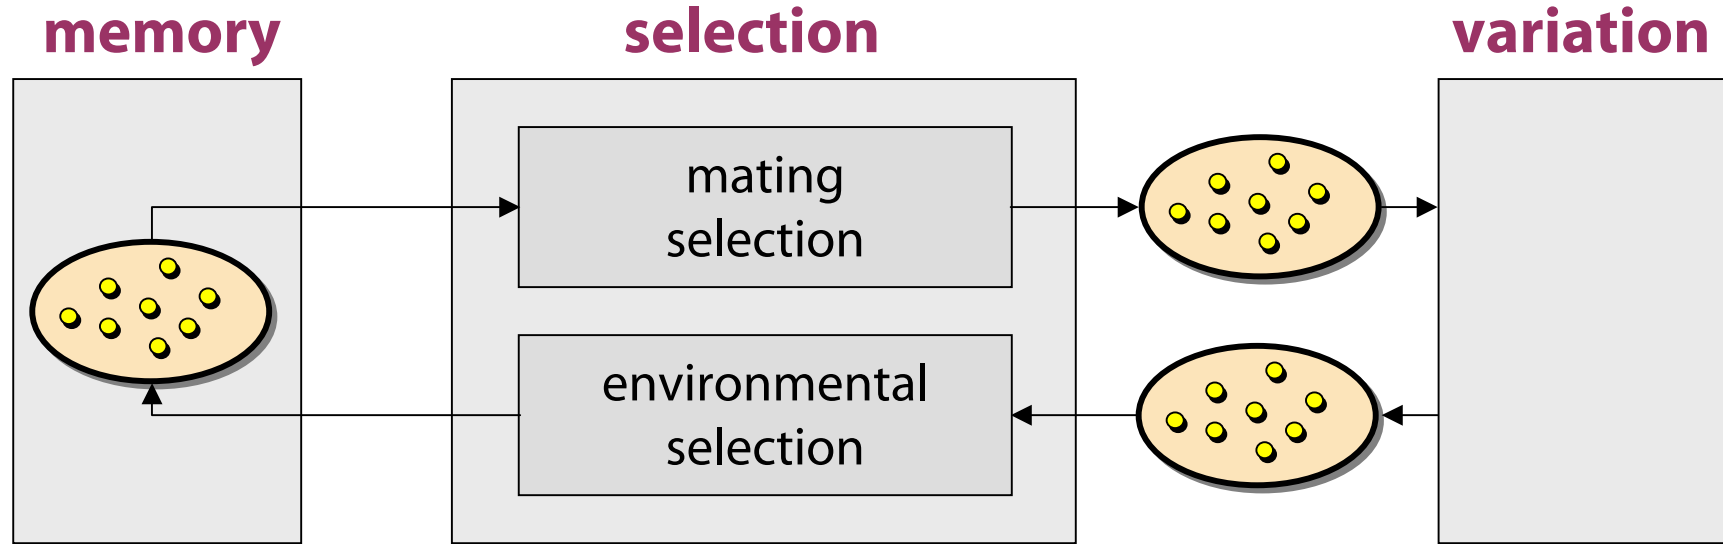 memory
selection
variation
mating
selection
environmental
selection